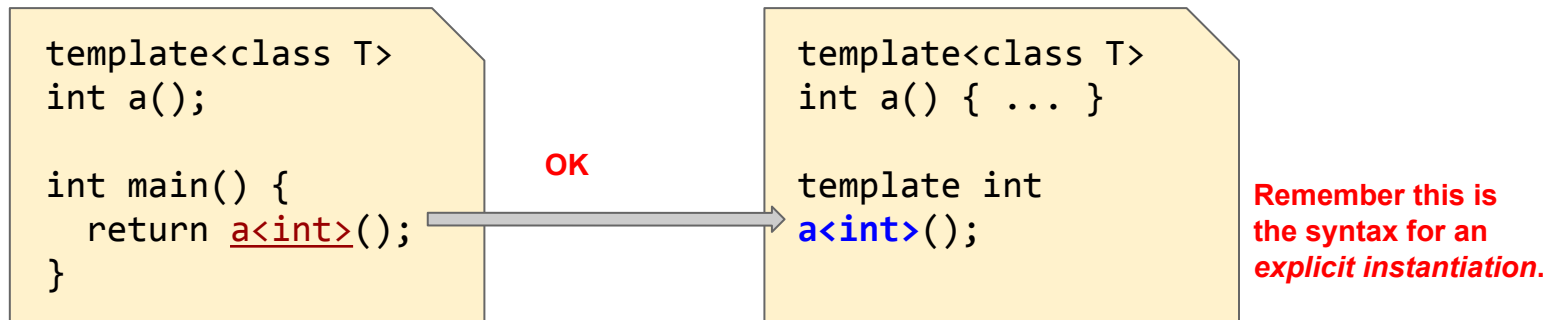 template<class T>
int a();
int main() {
return a<int>();
}
OK
template<class T>
int a() { ... }
template int
a<int>();
Remember this is
the syntax for an
explicit instantiation.